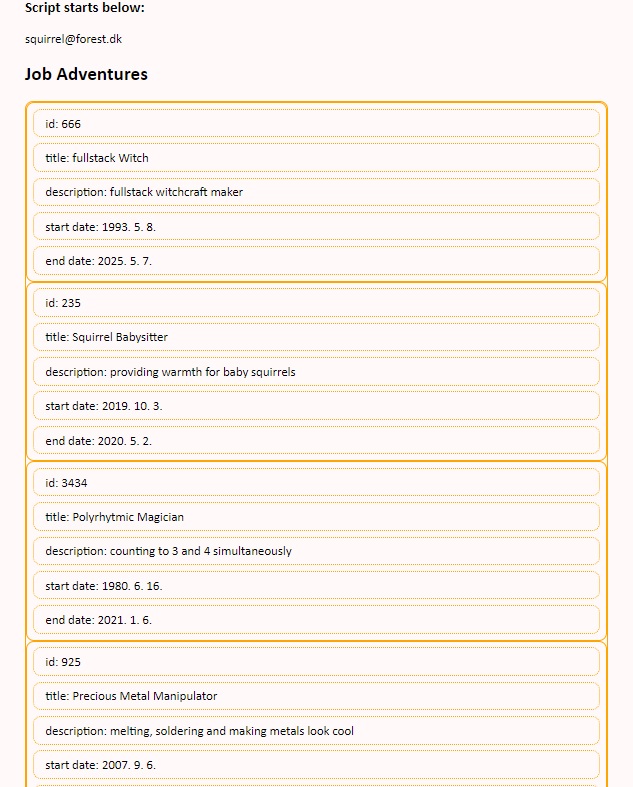 Script starts below:
squirrel@forest.dk
Job Adventures
id: 666
title: fullstack Witch
description: fullstack witchcraft maker
start date: 1993. 5. 8.
end date: 2025. 5. 7.
id: 235
title: Squirrel Babysitter
description: providing warmth for baby squirrels
start date: 2019. 10. 3.
end date: 2020. 5. 2.
id: 3434
title: Polyrhytmic Magician
description: counting to 3 and 4 simultaneously
start date: 1980. 6. 16.
end date: 2021. 1. 6.
id: 925
title: Precious Metal Manipulator
description: melting, soldering and making metals look cool
start date: 2007. 9. 6.